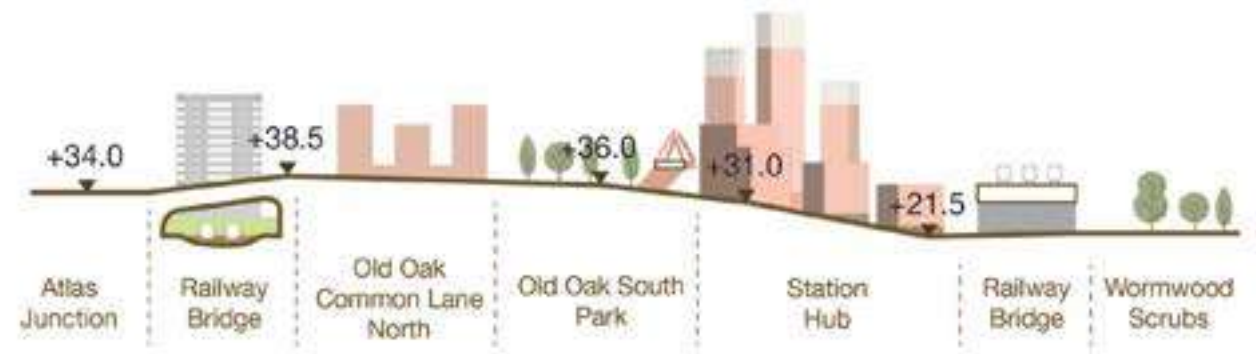 +34.0
+38.5
+36.0
+31.0
+21.5
Atlas
Junction
Railway
Bridge
Old Oak
Common Lane
North
Old Oak South
Park
Station
Hub
Railway
Bridge
Wormwood
Scrubs